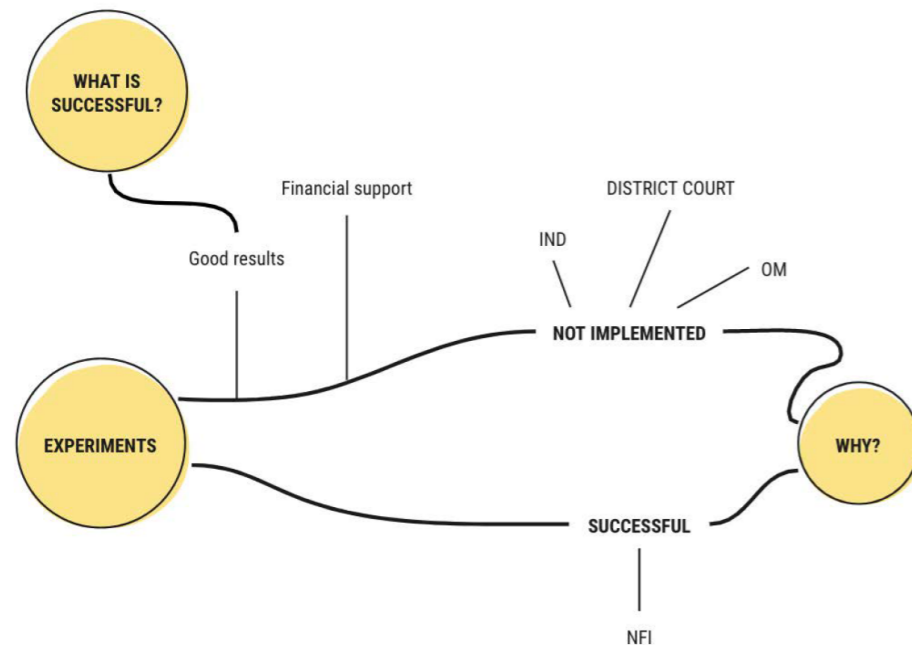 WHAT IS
SUCCESSFUL?
Financial support
DISTRICT COURT
IND
Good results
OM
NOT IMPLEMENTED
EXPERIMENTS
WHY?
SUCCESSFUL
NFI